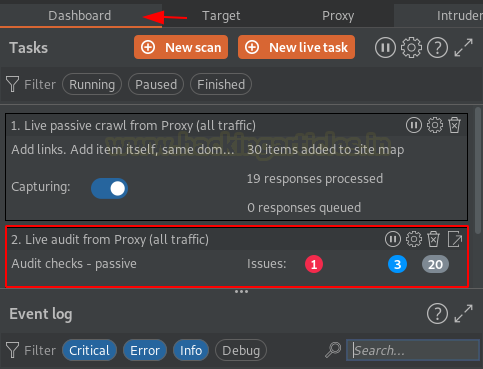 Dashboard Target Proxy Intruder
Tasks New scan New live task
Filter Running Paused Finished
1. Live passive crawl from Proxy (all traffic)
Add links. Add item itself, same dom... 30 items added to site map
www.hackingarticles.in
Capturing: 19 responses processed
0 responses queued
2. Live audit from Proxy (all traffic)
Audit checks - passive Issues: 1 3 20
Event log
Filter Critical Error Info Debug Search...